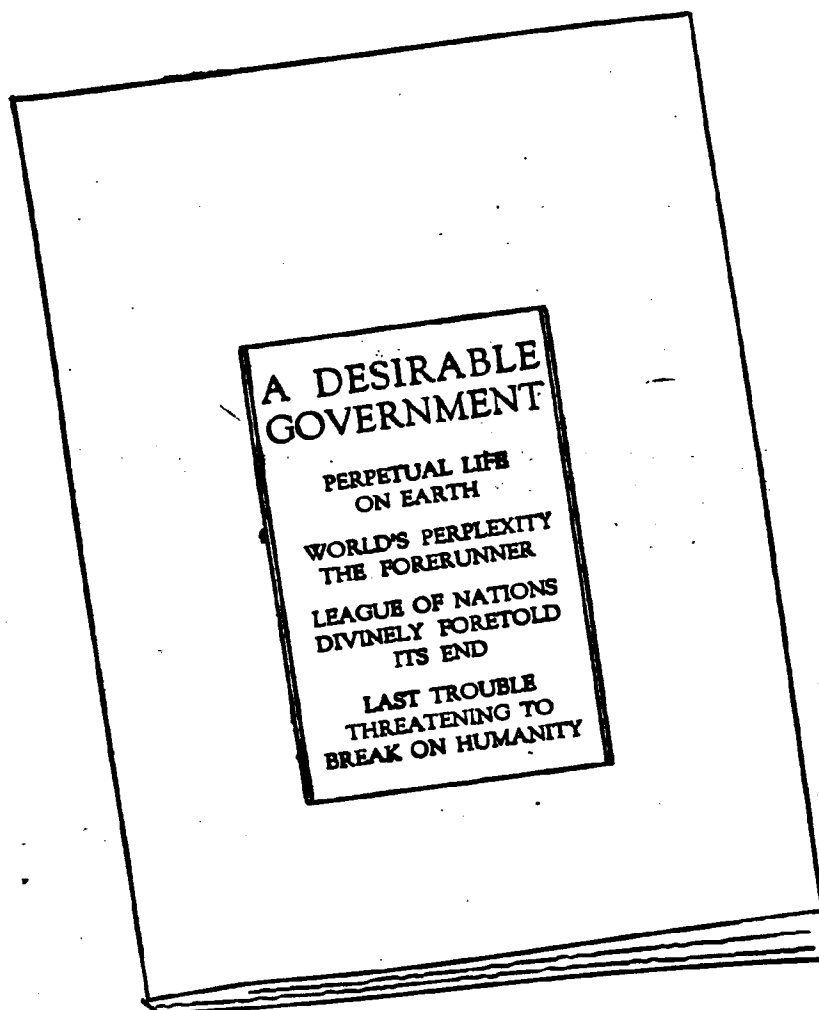 A DESIRABLE
GOVERNMENT
PERPETUAL LIFE
ON EARTH
WORLD'S PERPLEXITY
THE FORERUNNER
LEAGUE OF NATIONS
DIVINELY FORETOLD
ITS END
LAST TROUBLE
THREATENING TO
BREAK ON HUMANITY